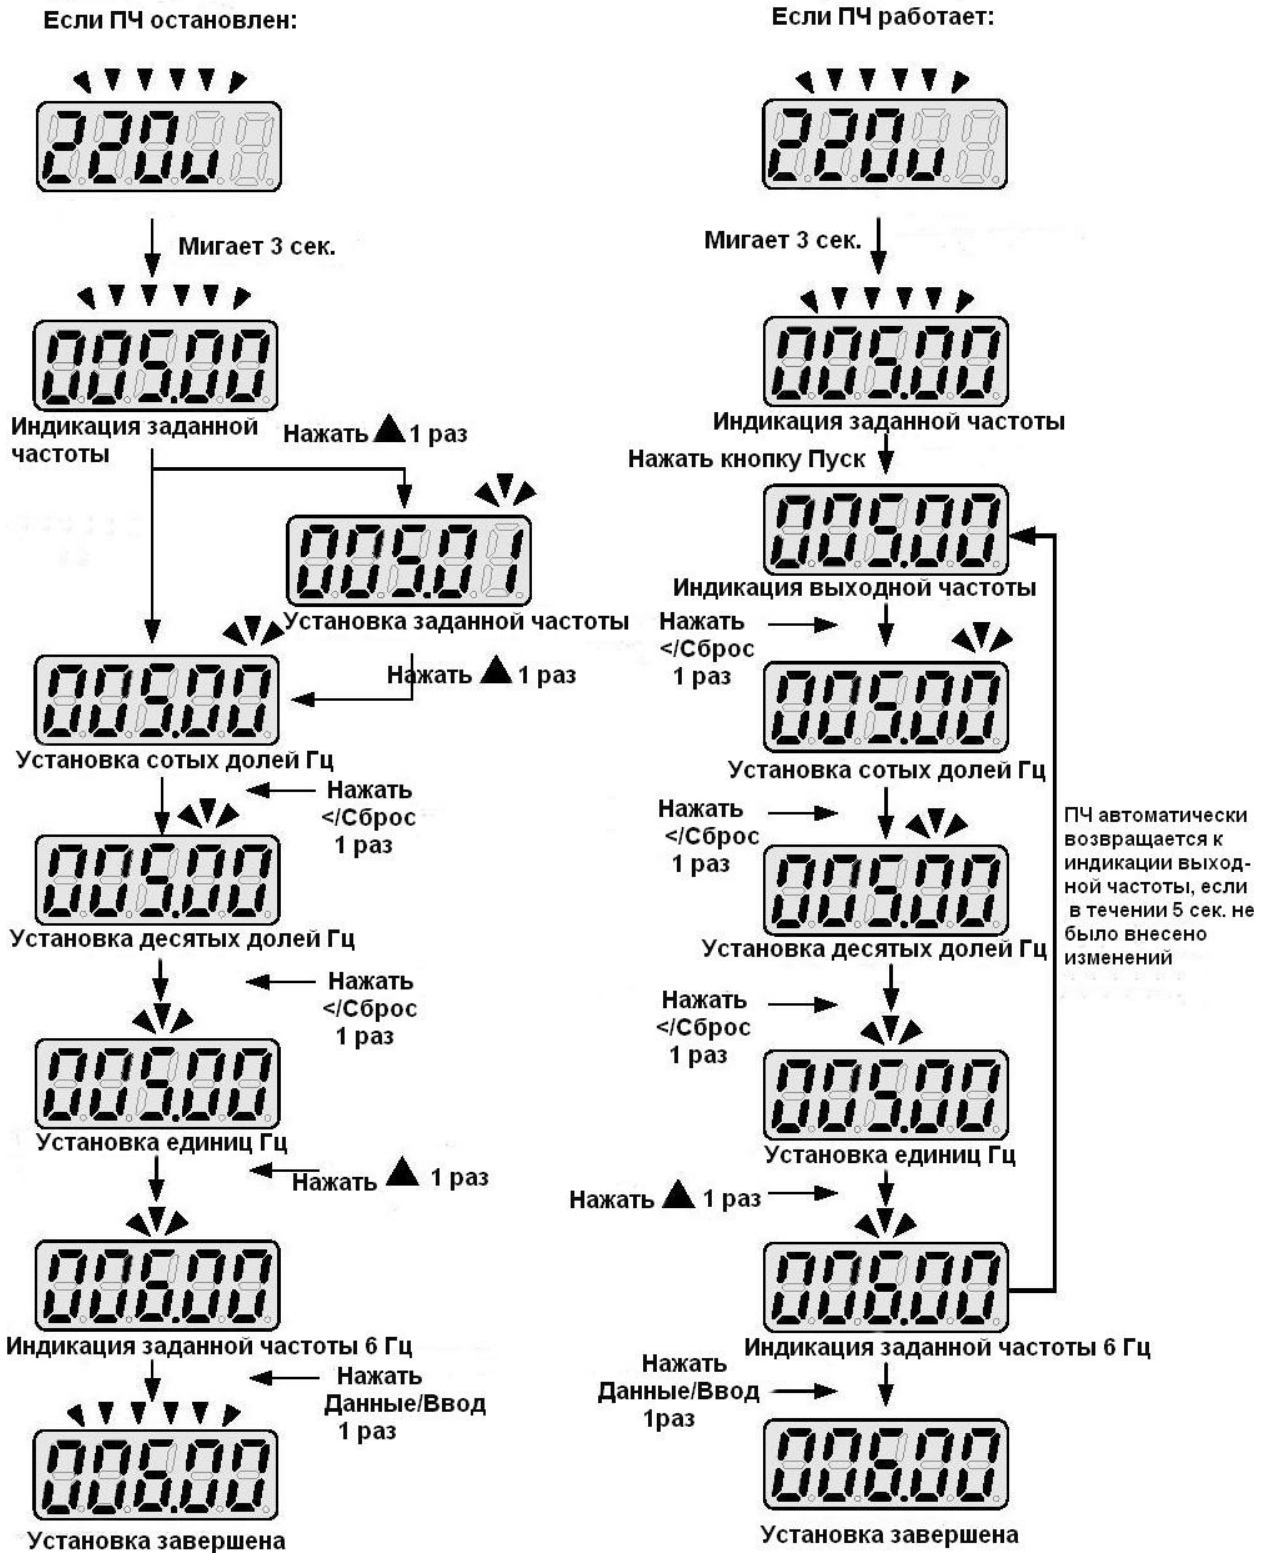 Если ПЧ остановлен:
220u
Мигает 3 сек.
005.00
Индикация заданной
частоты
Нажать ▲ 1 раз
005.01
Установка заданной частоты
Нажать ▲ 1 раз
005.00
Установка сотых долей Гц
Нажать
</Сброс
1 раз
005.00
Установка десятых долей Гц
Нажать
</Сброс
1 раз
005.00
Установка единиц Гц
Нажать ▲ 1 раз
006.00
Индикация заданной частоты 6 Гц
Нажать
Данные/Ввод
1 раз
006.00
Установка завершена
Если ПЧ работает:
220u
Мигает 3 сек.
005.00
Индикация заданной частоты
Нажать кнопку Пуск
005.00
Индикация выходной частоты
Нажать
</Сброс
1 раз
005.00
Установка сотых долей Гц
Нажать
</Сброс
1 раз
005.00
Установка десятых долей Гц
Нажать
</Сброс
1 раз
005.00
Установка единиц Гц
Нажать ▲ 1 раз
006.00
Индикация заданной частоты 6 Гц
Нажать
Данные/Ввод
1раз
006.00
Установка завершена
ПЧ автоматически
возвращается к
индикации выход-
ной частоты, если
в течении 5 сек. не
было внесено
изменений